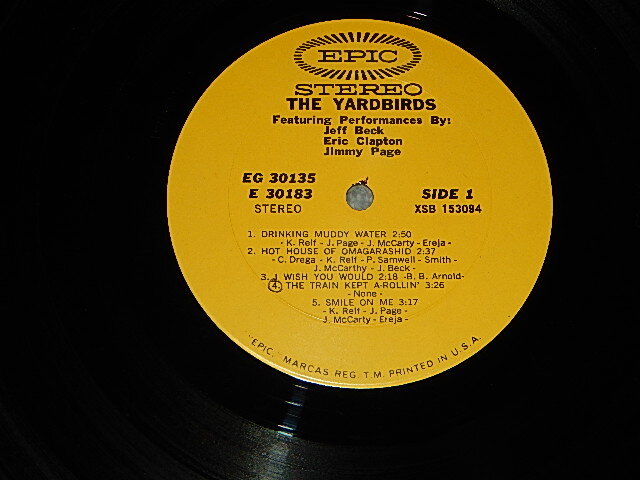 EPIC
STEREO
THE YARDBIRDS
Featuring Performances By:
Jeff Beck
Eric Clapton
Jimmy Page
EG 30135
E 30183
STEREO
SIDE 1
XSB 153094
1. DRINKING MUDDY WATER 2:50
- K. Relf - J. Page - J. McCarty - Ereja -
2. HOT HOUSE OF OMAGARASHID 2:37
- C. Drega - K. Relf - P. Samwell - Smith -
J. McCarthy - J. Beck -
3. I WISH YOU WOULD 2:18 -B. B. Arnold-
4. THE TRAIN KEPT A-ROLLIN' 3:26
- None -
5. SMILE ON ME 3:17
- K. Relf - J. Page -
J. McCarty - Ereja -
"EPIC," MARCAS REG. T.M. PRINTED IN U.S.A.